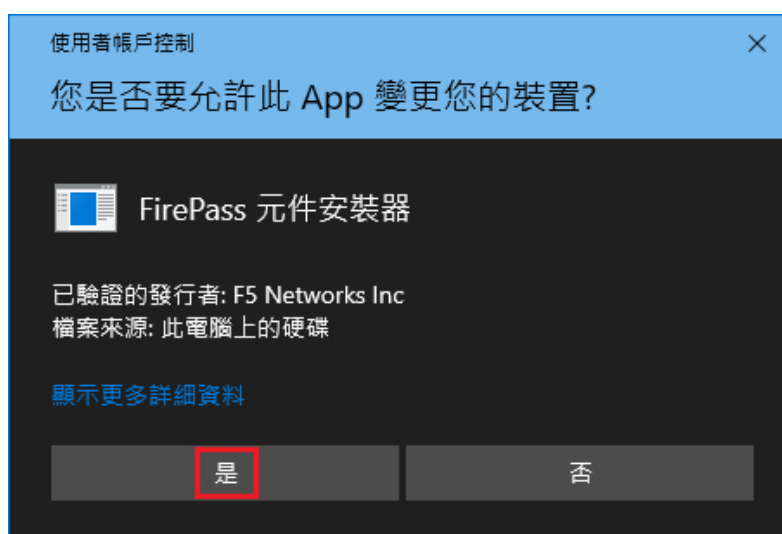 使用者帳戶控制
您是否要允許此 App 變更您的裝置?
FirePass 元件安裝器
已驗證的發行者: F5 Networks Inc
檔案來源: 此電腦上的硬碟
顯示更多詳細資料
是
否